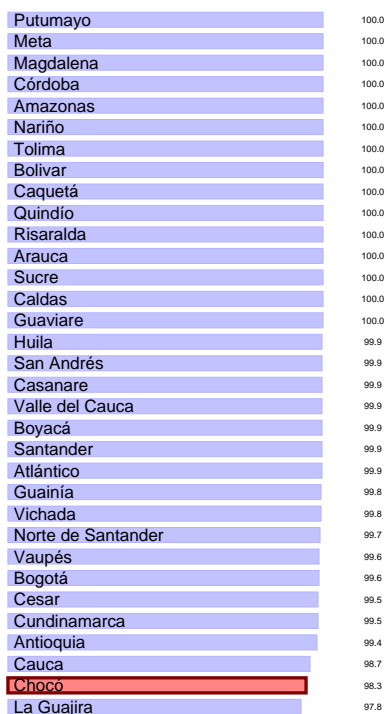 Putumayo 100.0
Meta 100.0
Magdalena 100.0
Córdoba 100.0
Amazonas 100.0
Nariño 100.0
Tolima 100.0
Bolivar 100.0
Caquetá 100.0
Quindío 100.0
Risaralda 100.0
Arauca 100.0
Sucre 100.0
Caldas 100.0
Guaviare 100.0
Huila 99.9
San Andrés 99.9
Casanare 99.9
Valle del Cauca 99.9
Boyacá 99.9
Santander 99.9
Atlántico 99.9
Guainía 99.8
Vichada 99.8
Norte de Santander 99.7
Vaupés 99.6
Bogotá 99.6
Cesar 99.5
Cundinamarca 99.5
Antioquia 99.4
Cauca 98.7
Chocó 98.3
La Guajira 97.8